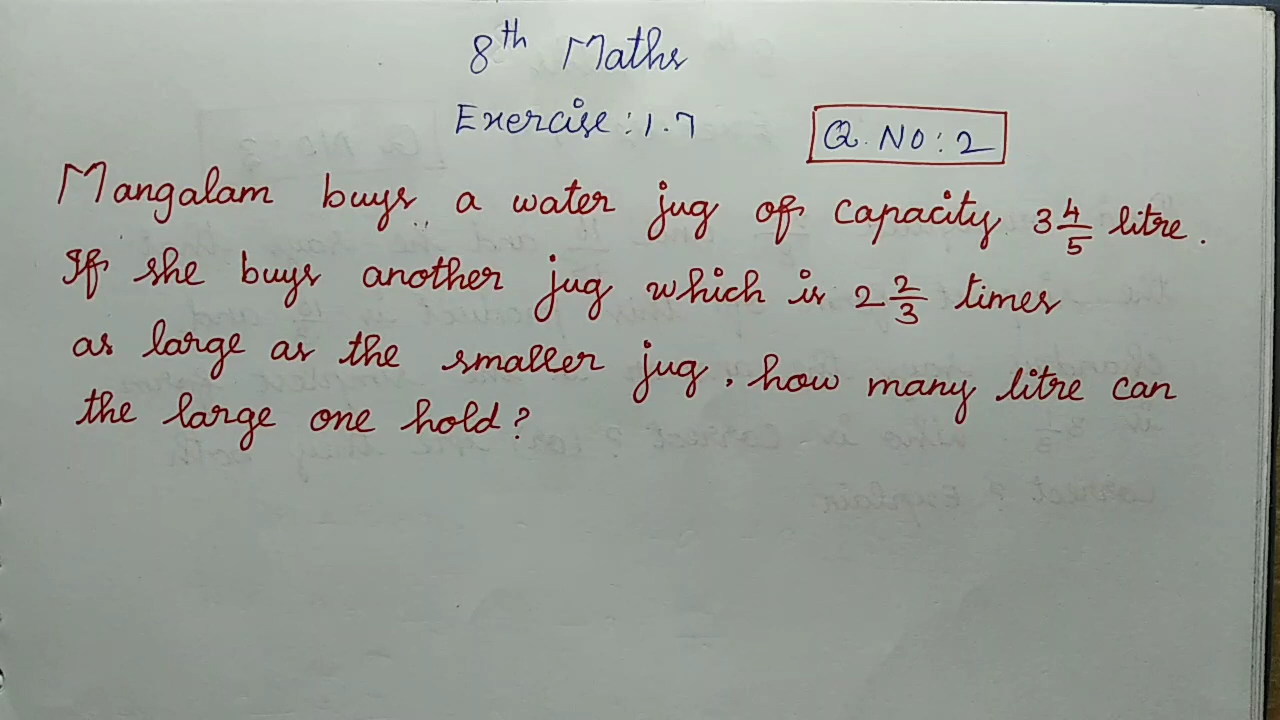 8th Maths
Exercise: 1.7
Q. NO: 2
Mangalam buys a water jug of capacity 3 4/5 litre.
If she buys another jug which is 2 2/3 times
as large as the smaller jug, how many litre can
the large one hold?